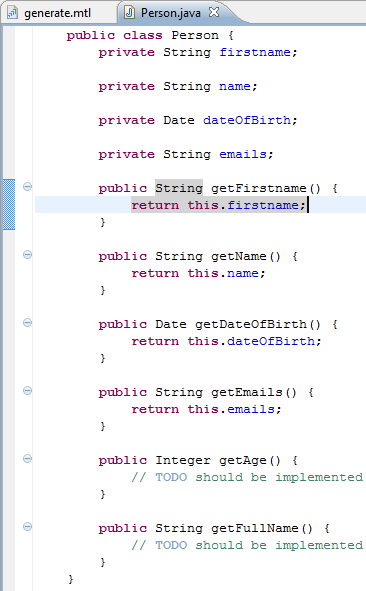 generate.mtl Person.java
public class Person {
private String firstname;
private String name;
private Date dateOfBirth;
private String emails;
public String getFirstname() {
return this.firstname;
}
public String getName() {
return this.name;
}
public Date getDateOfBirth() {
return this.dateOfBirth;
}
public String getEmails() {
return this.emails;
}
public Integer getAge() {
// TODO should be implemented
}
public String getFullName() {
// TODO should be implemented
}
}